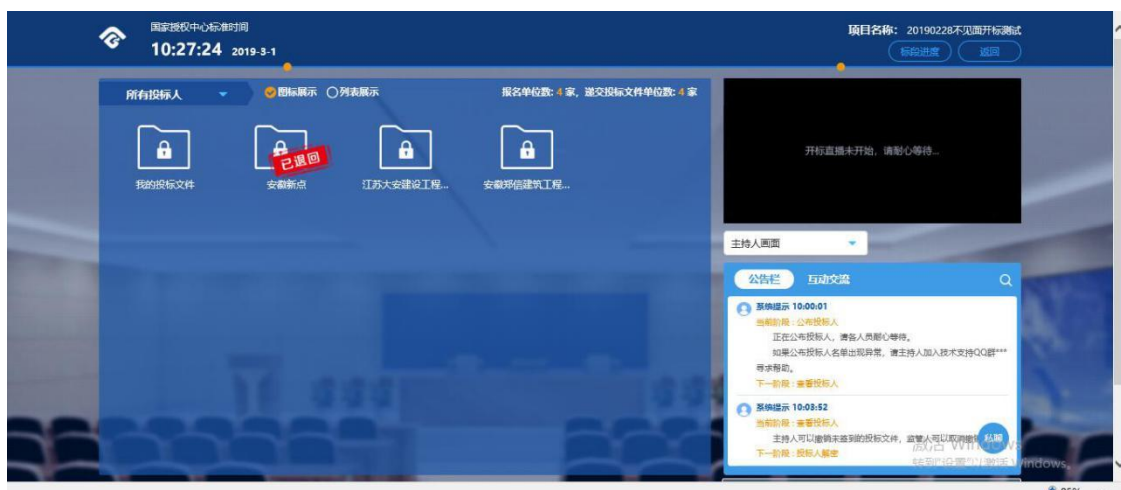 国家授权中心标准时间
10:27:24 2019-3-1
项目名称: 20190228不见面开标测试
标段进度 返回
所有投标人 图标展示 列表展示 报名单位数: 4 家, 递交投标文件单位数: 4 家
已退回
我的投标文件 安徽新点 江苏大安建设工程... 安徽郑信建筑工程...
开标直播未开始, 请耐心等待...
主持人画面
公告栏 互动交流
系统提示 10:00:01
当前阶段 : 公布投标人
正在公布投标人, 请各人员耐心等待。
如果公布投标人名单出现异常, 请主持人加入技术支持QQ群***
寻求帮助。
下一阶段 : 查看投标人
系统提示 10:03:52
当前阶段 : 查看投标人
主持人可以撤销未签到的投标文件, 监管人可以取消撤销
私聊
下一阶段 : 投标人解密
激活 Windows
转到"设置"以激活 Windows。